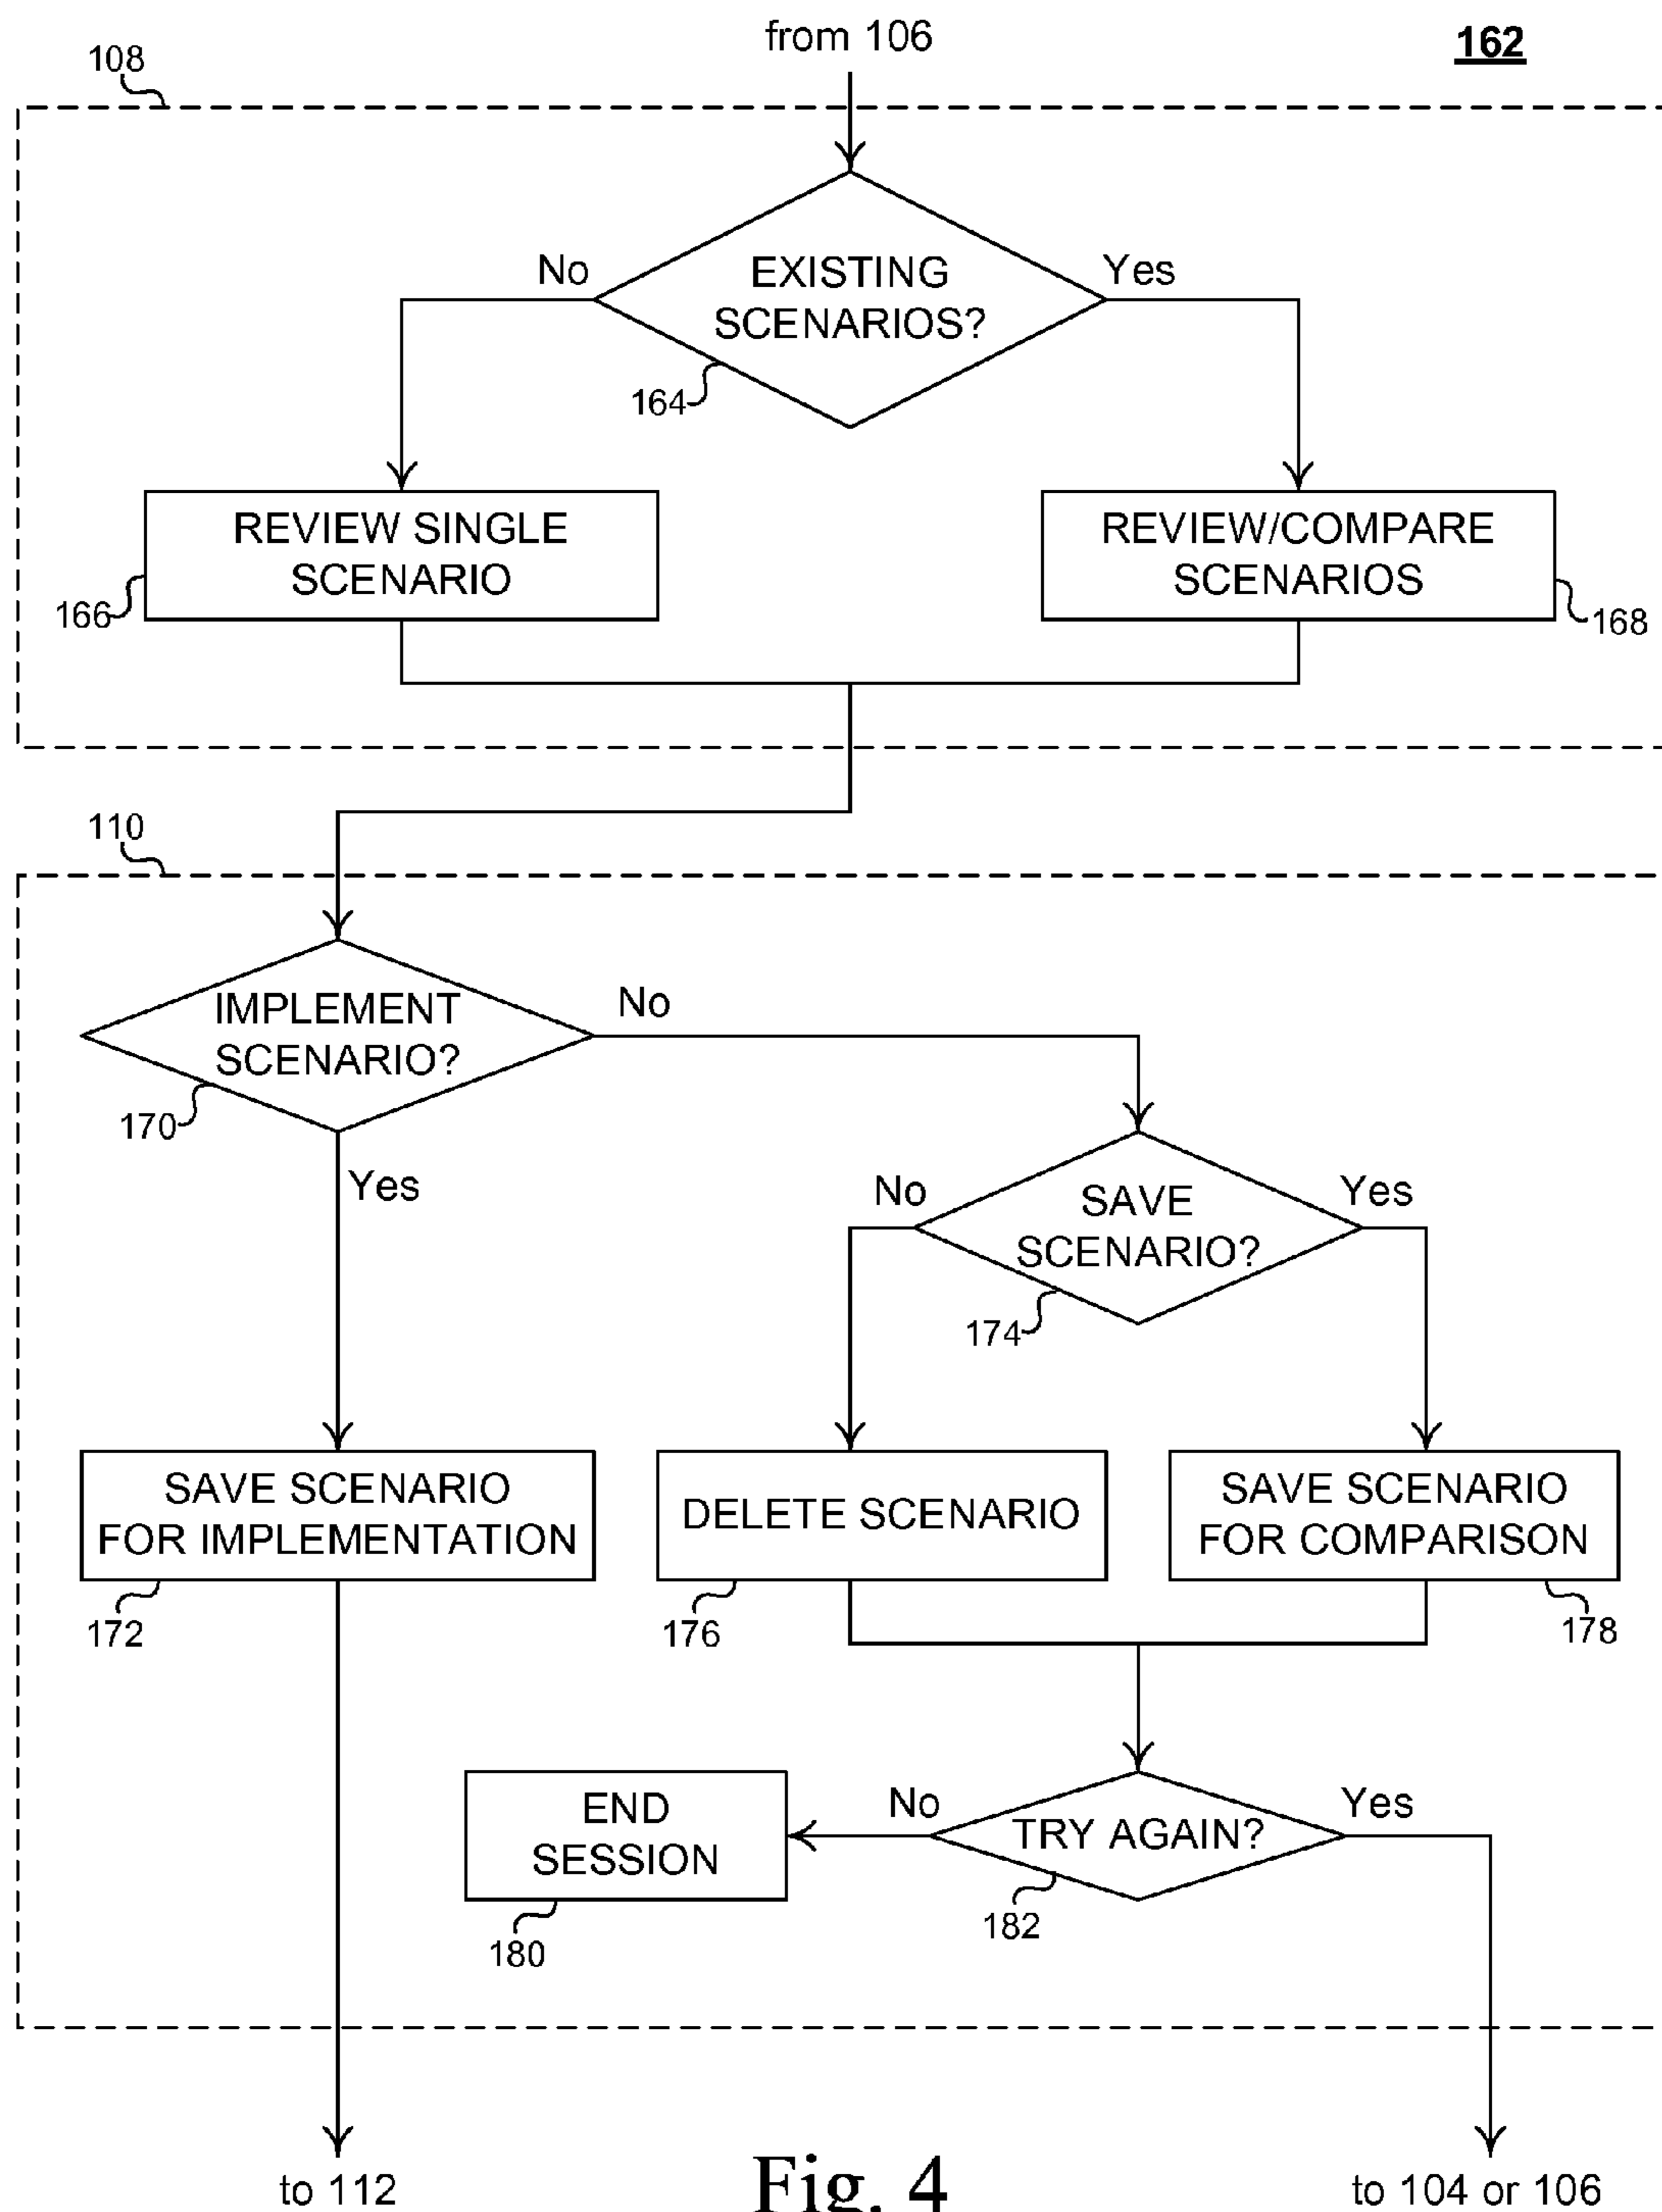 from 106
162
108
EXISTING
SCENARIOS?
No
Yes
164
REVIEW SINGLE
SCENARIO
166
REVIEW/COMPARE
SCENARIOS
168
110
IMPLEMENT
SCENARIO?
No
170
Yes
SAVE
SCENARIO?
No
Yes
174
SAVE SCENARIO
FOR IMPLEMENTATION
172
DELETE SCENARIO
176
SAVE SCENARIO
FOR COMPARISON
178
END
SESSION
180
No
TRY AGAIN?
Yes
182
to 112
Fig. 4
to 104 or 106